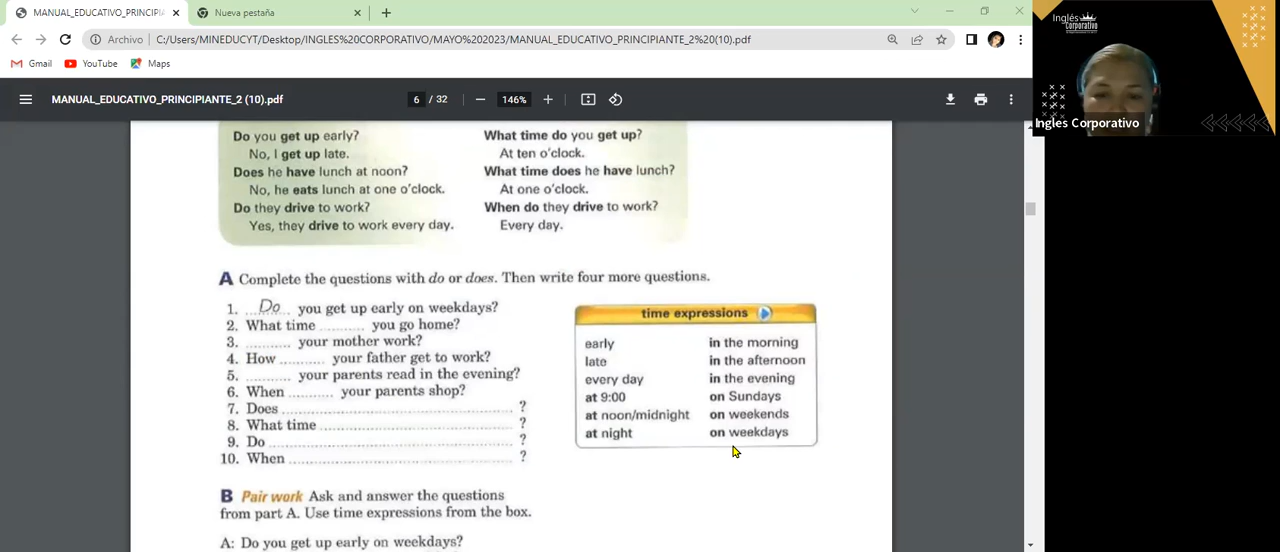 MANUAL_EDUCATIVO_PRINCIPI
Nueva pestaña
Archivo
C:/Users/MINEDUCYT/Desktop/INGLES%20CORPORATIVO/MAYO%202023/MANUAL_EDUCATIVO_PRINCIPIANTE_2%20(10).pdf
Gmail
YouTube
Maps
MANUAL_EDUCATIVO_PRINCIPIANTE_2 (10).pdf
6 / 32
146%
Inglés
Corporativo
Ingles Corporativo
Do you get up early?
No, I get up late.
Does he have lunch at noon?
No, he eats lunch at one o'clock.
Do they drive to work?
Yes, they drive to work every day.
What time do you get up?
At ten o'clock.
What time does he have lunch?
At one o'clock.
When do they drive to work?
Every day.
A Complete the questions with do or does. Then write four more questions.
1. Do you get up early on weekdays?
2. What time .......... you go home?
3. .......... your mother work?
4. How .......... your father get to work?
5. .......... your parents read in the evening?
6. When .......... your parents shop?
7. Does .......... ?
8. What time .......... ?
9. Do .......... ?
10. When .......... ?
time expressions
early
late
every day
at 9:00
at noon/midnight
at night
in the morning
in the afternoon
in the evening
on Sundays
on weekends
on weekdays
B Pair work Ask and answer the questions
from part A. Use time expressions from the box.
A: Do you get up early on weekdays?